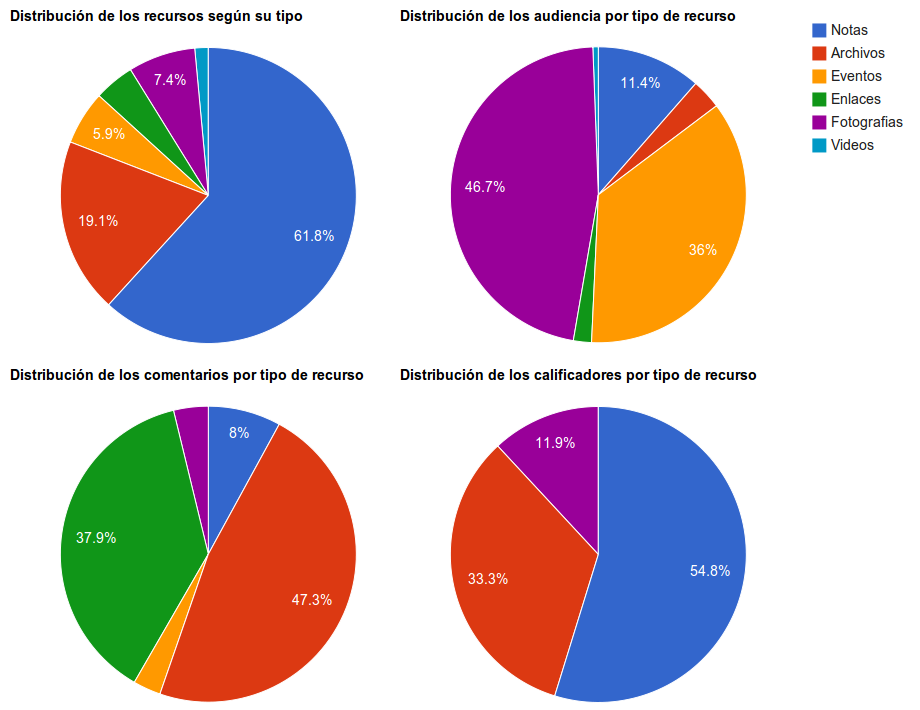 Distribución de los recursos según su tipo
7.4%
5.9%
19.1%
61.8%
Distribución de los audiencia por tipo de recurso
11.4%
46.7%
36%
Notas
Archivos
Eventos
Enlaces
Fotografias
Videos
Distribución de los comentarios por tipo de recurso
8%
37.9%
47.3%
Distribución de los calificadores por tipo de recurso
11.9%
33.3%
54.8%